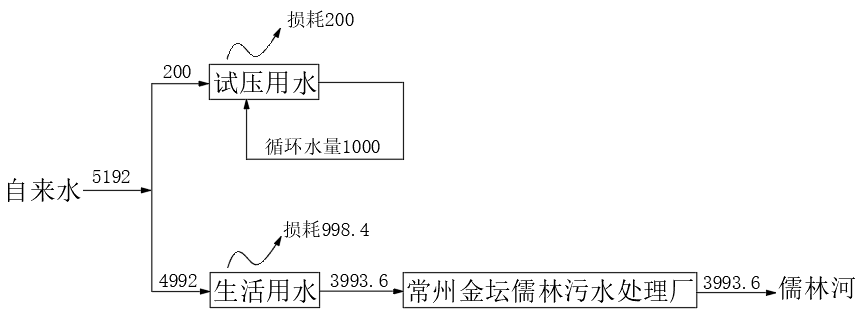 损耗200
200
试压用水
循环水量1000
5192
自来水
损耗998.4
4992
生活用水
3993.6
常州金坛儒林污水处理厂
3993.6
儒林河